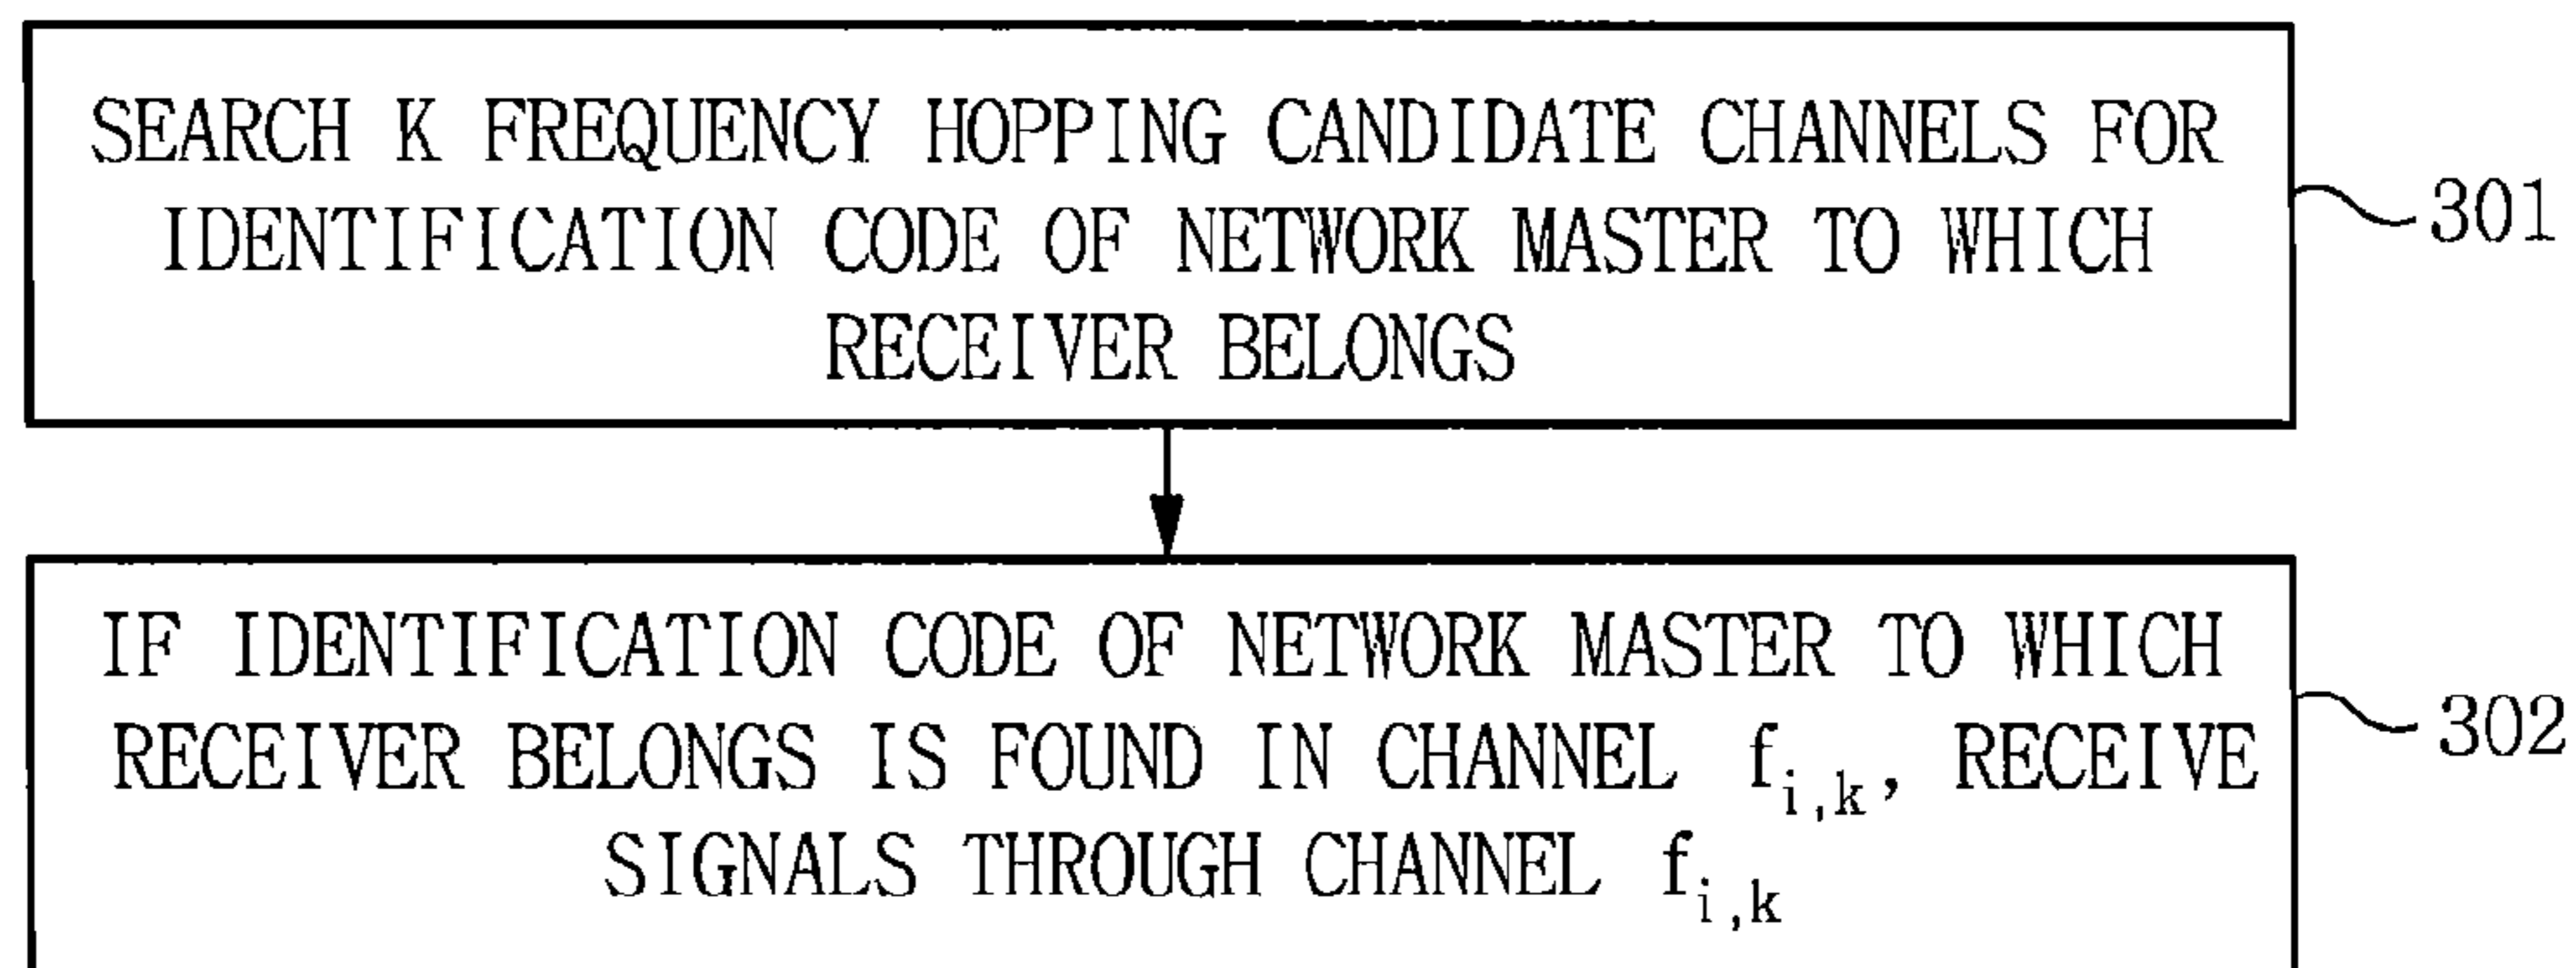 SEARCH K FREQUENCY HOPPING CANDIDATE CHANNELS FOR
IDENTIFICATION CODE OF NETWORK MASTER TO WHICH
RECEIVER BELONGS
301
IF IDENTIFICATION CODE OF NETWORK MASTER TO WHICH
RECEIVER BELONGS IS FOUND IN CHANNEL f_{i,k}, RECEIVE
SIGNALS THROUGH CHANNEL f_{i,k}
302